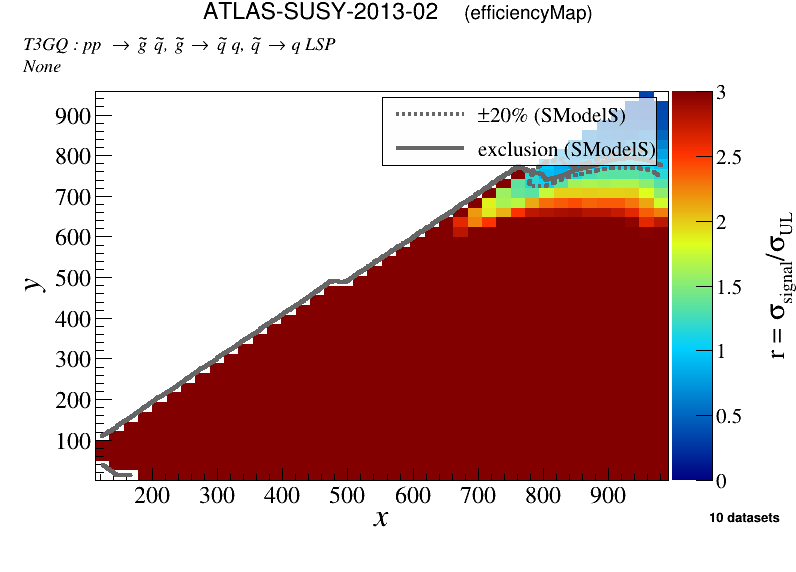 ATLAS-SUSY-2013-02 (efficiencyMap)
T3GQ : pp → g̃ q̃, g̃ → q̃ q, q̃ → q LSP
None
±20% (SModelS)
exclusion (SModelS)
900
800
700
600
500
400
300
200
100
y
200 300 400 500 600 700 800 900
x
3
2.5
2
1.5
1
0.5
0
r = σsignal/σUL
10 datasets